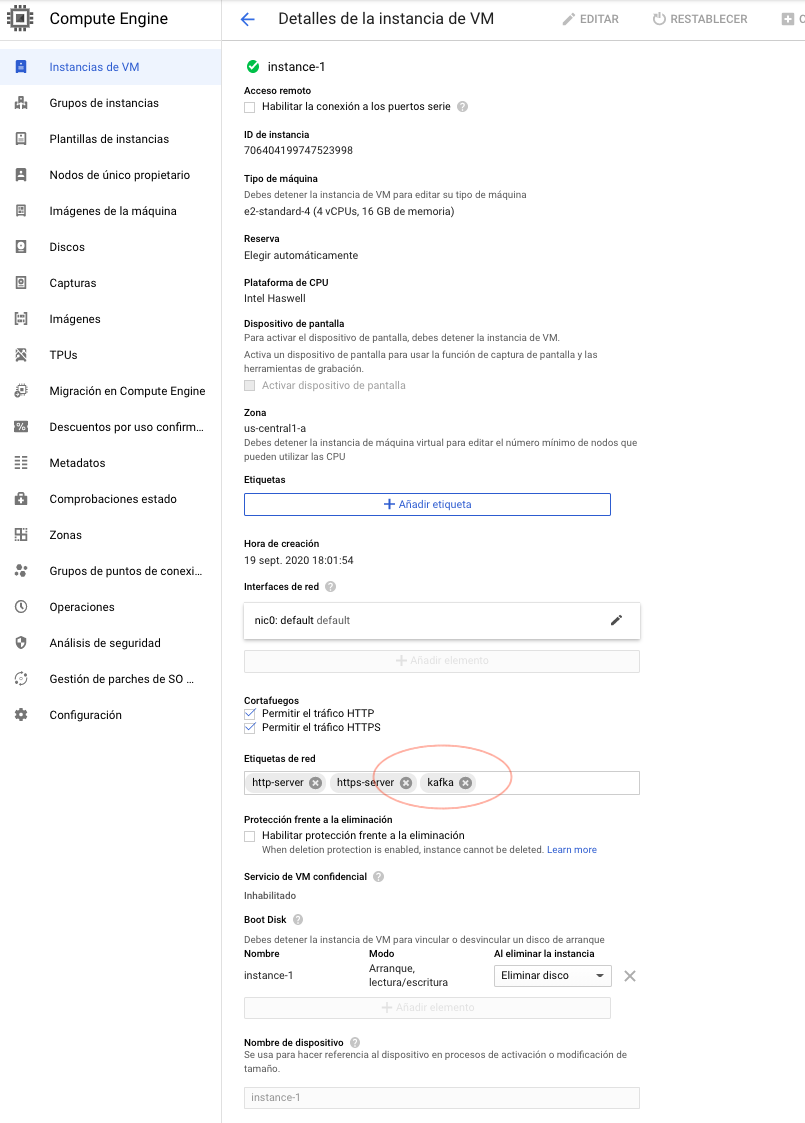 Compute Engine
Detalles de la instancia de VM
EDITAR
RESTABLECER
Instancias de VM
Grupos de instancias
Plantillas de instancias
Nodos de único propietario
Imágenes de la máquina
Discos
Capturas
Imágenes
TPUs
Migración en Compute Engine
Descuentos por uso confirm...
Metadatos
Comprobaciones estado
Zonas
Grupos de puntos de conexi...
Operaciones
Análisis de seguridad
Gestión de parches de SO ...
Configuración
instance-1
Acceso remoto
Habilitar la conexión a los puertos serie
ID de instancia
706404199747523998
Tipo de máquina
Debes detener la instancia de VM para editar su tipo de máquina
e2-standard-4 (4 vCPUs, 16 GB de memoria)
Reserva
Elegir automáticamente
Plataforma de CPU
Intel Haswell
Dispositivo de pantalla
Para activar el dispositivo de pantalla, debes detener la instancia de VM.
Activa un dispositivo de pantalla para usar la función de captura de pantalla y las
herramientas de grabación.
Activar dispositivo de pantalla
Zona
us-central1-a
Debes detener la instancia de máquina virtual para editar el número mínimo de nodos que
pueden utilizar las CPU
Etiquetas
+ Añadir etiqueta
Hora de creación
19 sept. 2020 18:01:54
Interfaces de red
nic0: default default
+ Añadir elemento
Cortafuegos
Permitir el tráfico HTTP
Permitir el tráfico HTTPS
Etiquetas de red
http-server https-server kafka
Protección frente a la eliminación
Habilitar protección frente a la eliminación
When deletion protection is enabled, instance cannot be deleted. Learn more
Servicio de VM confidencial
Inhabilitado
Boot Disk
Debes detener la instancia de VM para vincular o desvincular un disco de arranque
Nombre Modo Al eliminar la instancia
instance-1 Arranque, Eliminar disco
lectura/escritura
+ Añadir elemento
Nombre de dispositivo
Se usa para hacer referencia al dispositivo en procesos de activación o modificación de
tamaño.
instance-1